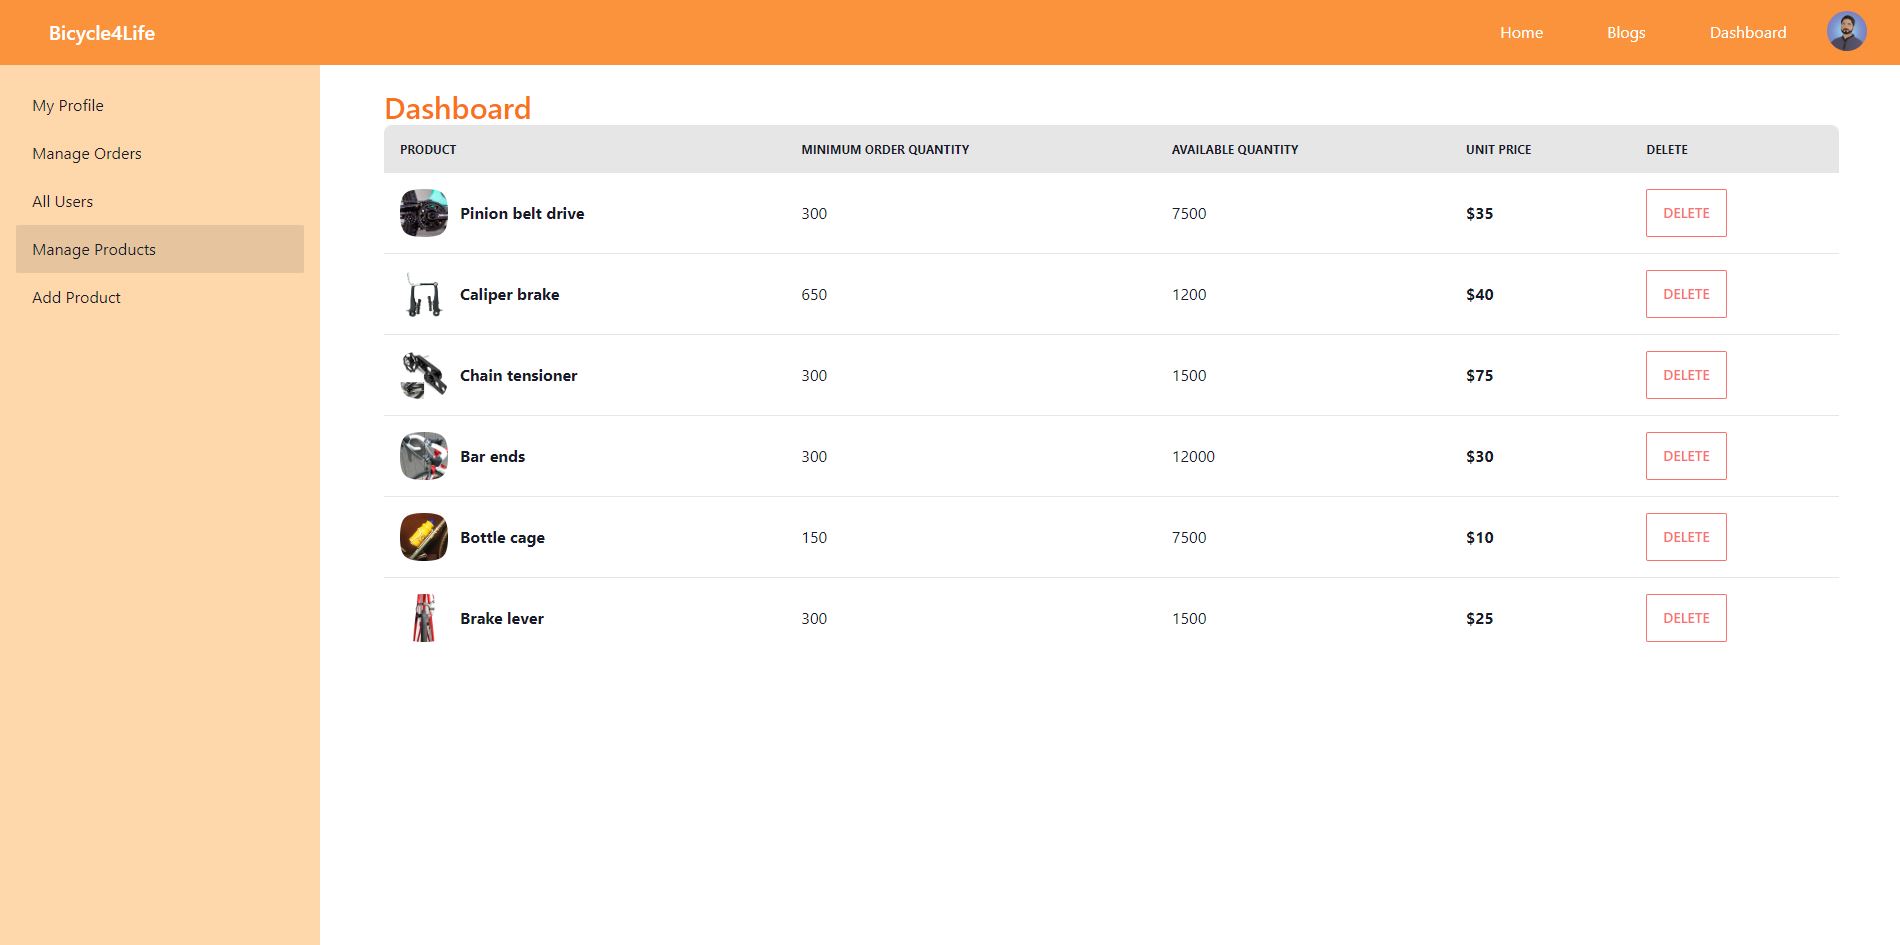 Bicycle4Life
Home
Blogs
Dashboard
My Profile
Manage Orders
All Users
Manage Products
Add Product
Dashboard
PRODUCT MINIMUM ORDER QUANTITY AVAILABLE QUANTITY UNIT PRICE DELETE
Pinion belt drive 300 7500 $35 DELETE
Caliper brake 650 1200 $40 DELETE
Chain tensioner 300 1500 $75 DELETE
Bar ends 300 12000 $30 DELETE
Bottle cage 150 7500 $10 DELETE
Brake lever 300 1500 $25 DELETE